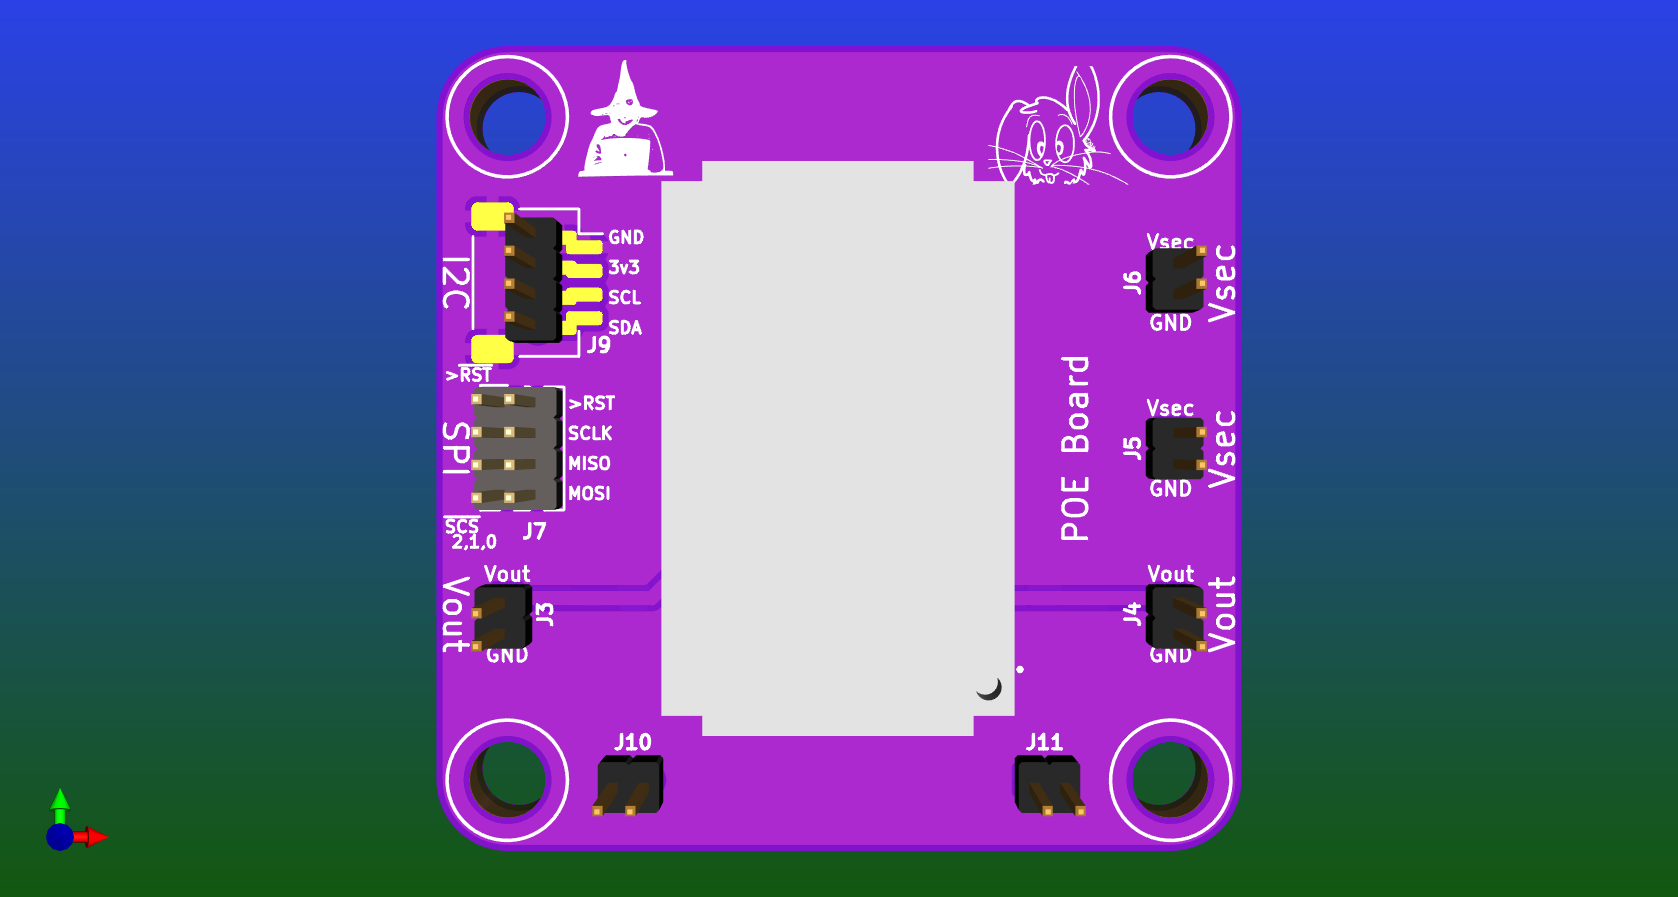 I2C
GND
3v3
SCL
SDA
J9
>RST
>RST
SCLK
MISO
MOSI
SPI
SCS
2,1,0
J7
Vout
Vout
J3
GND
POE Board
Vsec
J6
Vsec
GND
Vsec
J5
Vsec
GND
Vout
J4
Vout
GND
J10
J11